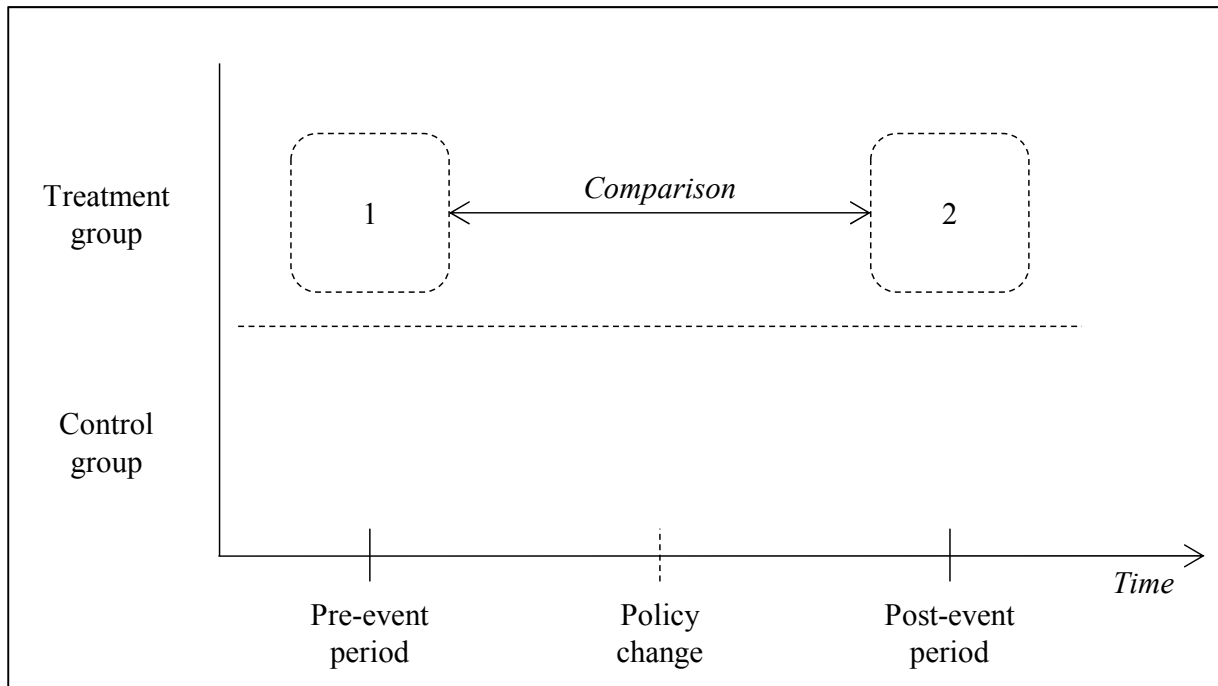 Treatment
group
1
Comparison
2
Control
group
Time
Pre-event
period
Policy
change
Post-event
period